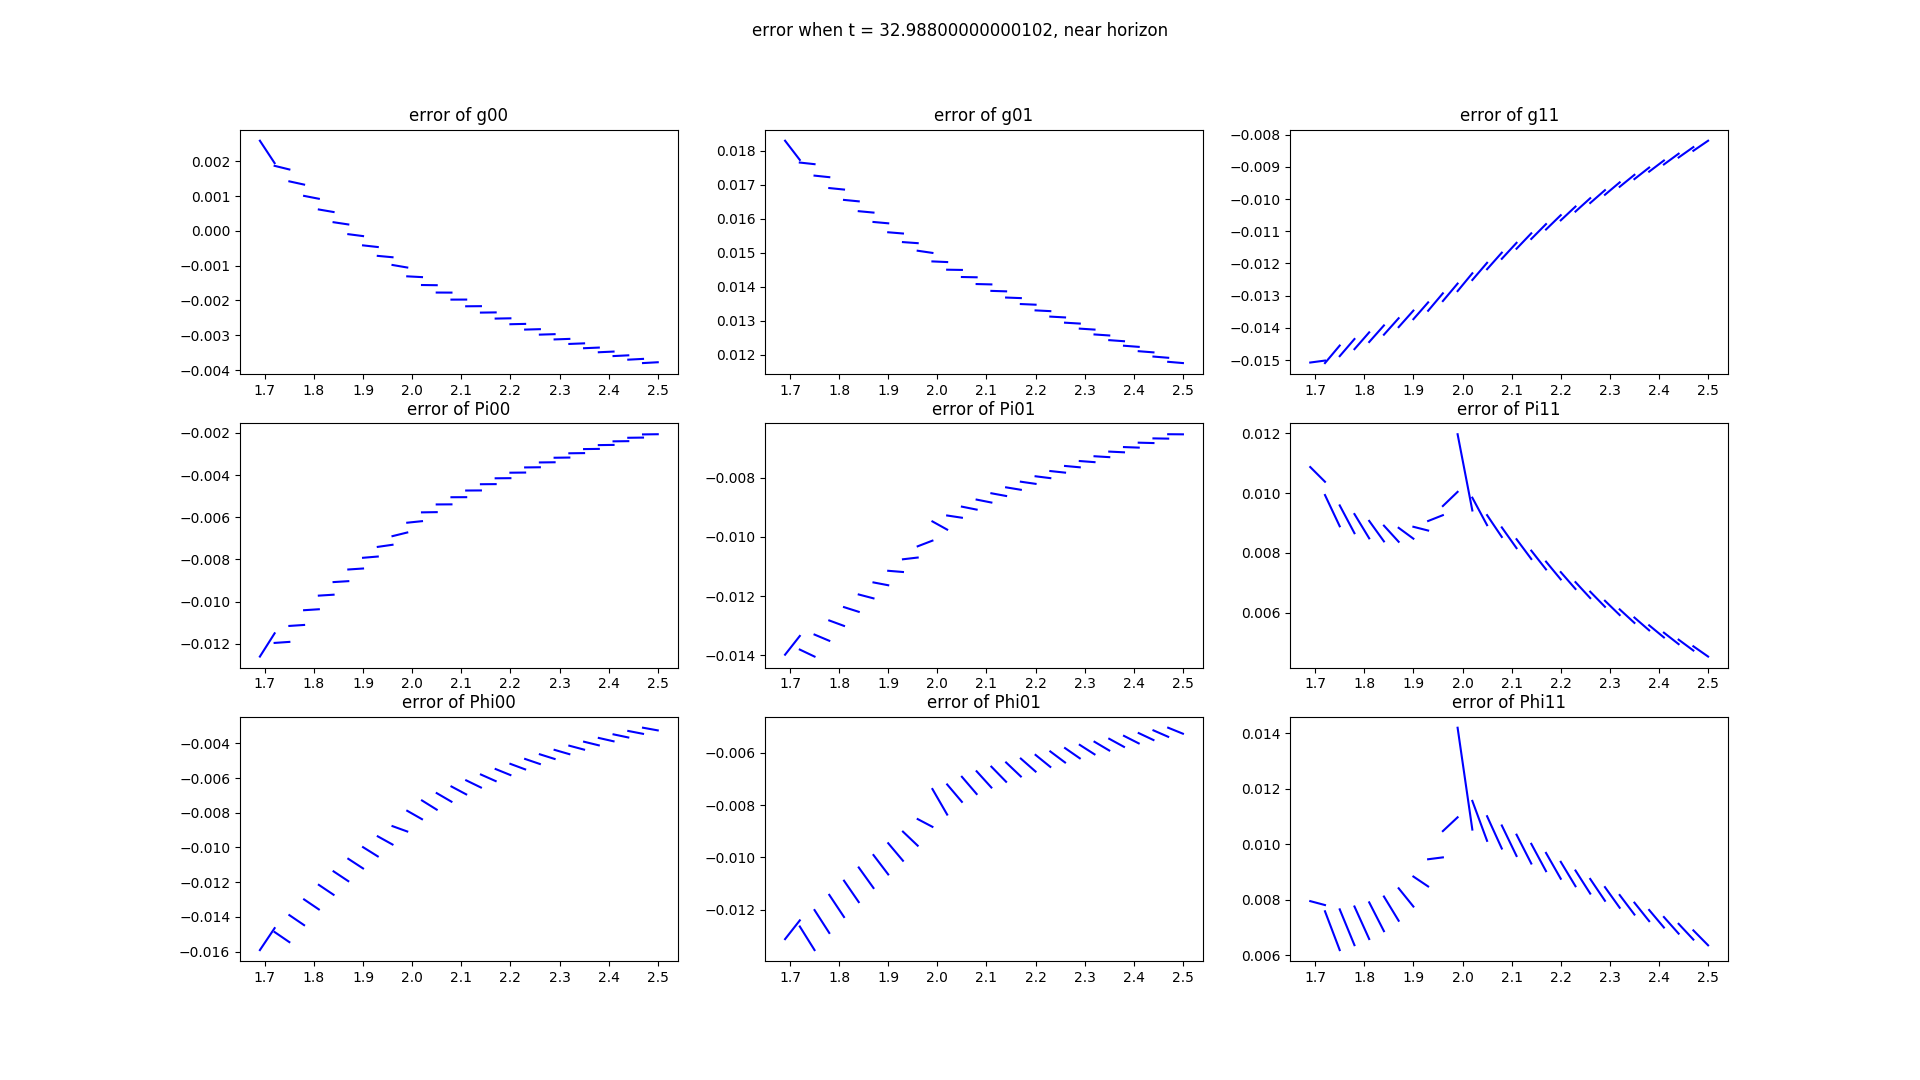 error when t = 32.98800000000102, near horizon
error of g00
error of g01
error of g11
0.002
0.001
0.000
−0.001
−0.002
−0.003
−0.004
1.7 1.8 1.9 2.0 2.1 2.2 2.3 2.4 2.5
0.018
0.017
0.016
0.015
0.014
0.013
0.012
1.7 1.8 1.9 2.0 2.1 2.2 2.3 2.4 2.5
−0.008
−0.009
−0.010
−0.011
−0.012
−0.013
−0.014
−0.015
1.7 1.8 1.9 2.0 2.1 2.2 2.3 2.4 2.5
error of Pi00
error of Pi01
error of Pi11
−0.002
−0.004
−0.006
−0.008
−0.010
−0.012
1.7 1.8 1.9 2.0 2.1 2.2 2.3 2.4 2.5
−0.008
−0.010
−0.012
−0.014
1.7 1.8 1.9 2.0 2.1 2.2 2.3 2.4 2.5
0.012
0.010
0.008
0.006
1.7 1.8 1.9 2.0 2.1 2.2 2.3 2.4 2.5
error of Phi00
error of Phi01
error of Phi11
−0.004
−0.006
−0.008
−0.010
−0.012
−0.014
−0.016
1.7 1.8 1.9 2.0 2.1 2.2 2.3 2.4 2.5
−0.006
−0.008
−0.010
−0.012
1.7 1.8 1.9 2.0 2.1 2.2 2.3 2.4 2.5
0.014
0.012
0.010
0.008
0.006
1.7 1.8 1.9 2.0 2.1 2.2 2.3 2.4 2.5